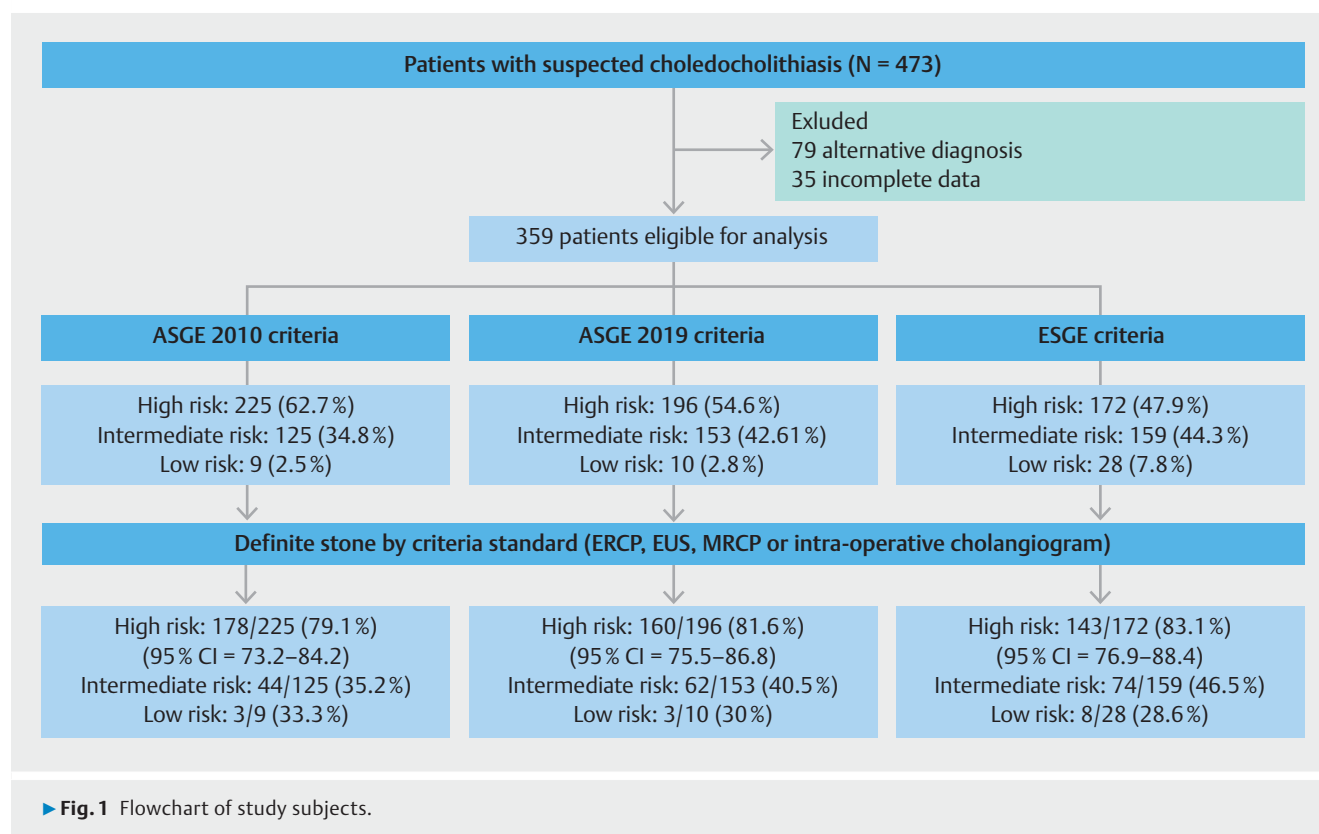 Patients with suspected choledocholithiasis (N = 473)
Exluded
79 alternative diagnosis
35 incomplete data
359 patients eligible for analysis
ASGE 2010 criteria
High risk: 225 (62.7 %)
Intermediate risk: 125 (34.8 %)
Low risk: 9 (2.5 %)
ASGE 2019 criteria
High risk: 196 (54.6 %)
Intermediate risk: 153 (42.61 %)
Low risk: 10 (2.8 %)
ESGE criteria
High risk: 172 (47.9 %)
Intermediate risk: 159 (44.3 %)
Low risk: 28 (7.8 %)
Definite stone by criteria standard (ERCP, EUS, MRCP or intra-operative cholangiogram)
High risk: 178/225 (79.1 %)
(95 % CI = 73.2–84.2)
Intermediate risk: 44/125 (35.2 %)
Low risk: 3/9 (33.3 %)
High risk: 160/196 (81.6 %)
(95 % CI = 75.5–86.8)
Intermediate risk: 62/153 (40.5 %)
Low risk: 3/10 (30 %)
High risk: 143/172 (83.1 %)
(95 % CI = 76.9–88.4)
Intermediate risk: 74/159 (46.5 %)
Low risk: 8/28 (28.6 %)
▶ Fig. 1 Flowchart of study subjects.